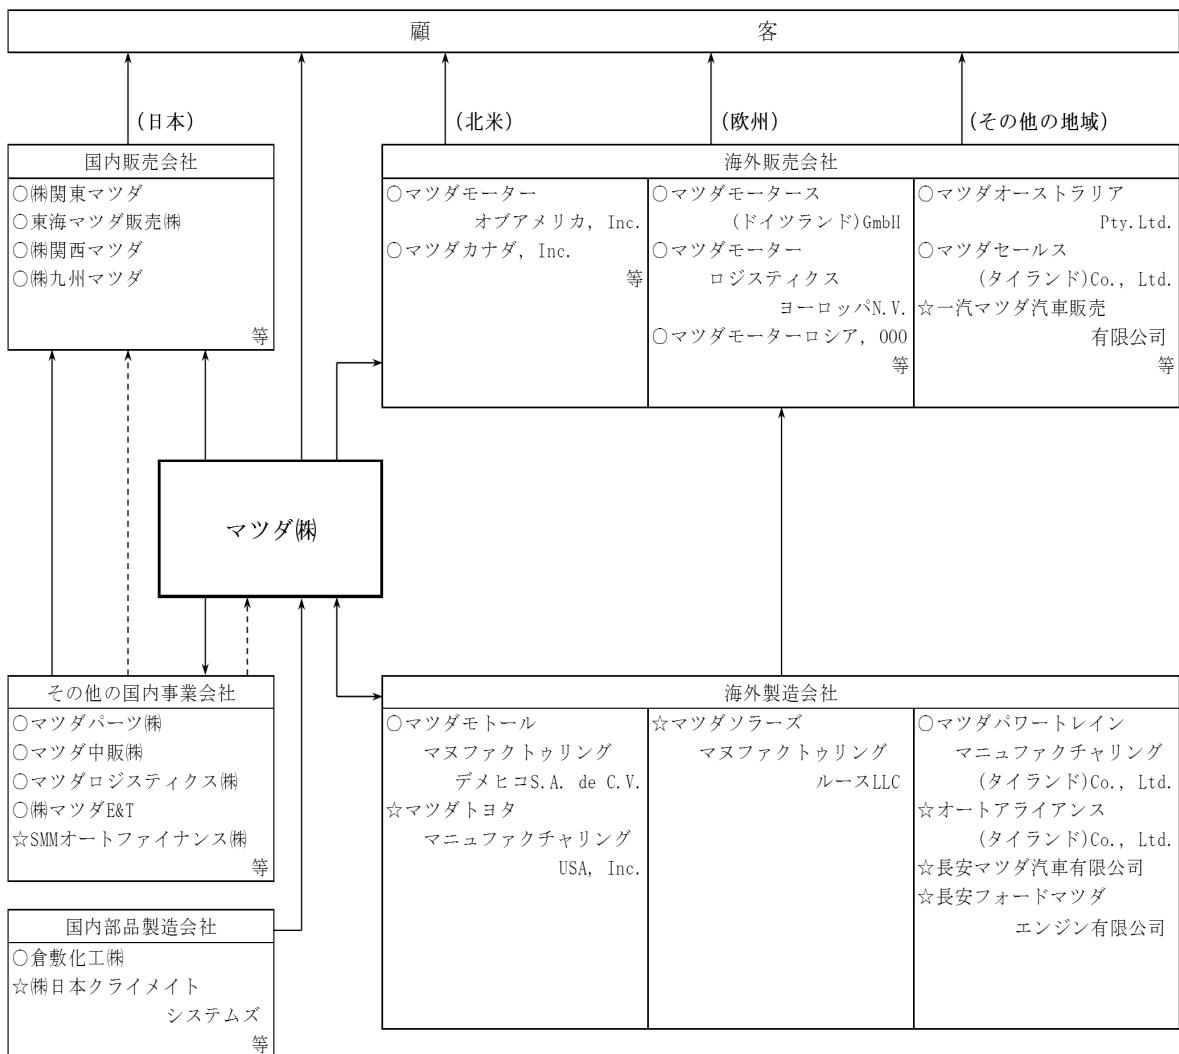 顧客
(日本)
(北米)
(欧州)
(その他の地域)
国内販売会社
○㈱関東マツダ
○東海マツダ販売㈱
○㈱関西マツダ
○㈱九州マツダ
等
海外販売会社
○マツダモーター
オブアメリカ, Inc.
○マツダカナダ, Inc.
等
○マツダモータース
(ドイツランド)GmbH
○マツダモーター
ロジスティクス
ヨーロッパN.V.
○マツダモーターロシア, OOO
等
○マツダオーストラリア
Pty.Ltd.
○マツダセールス
(タイランド)Co., Ltd.
☆一汽マツダ汽車販売
有限公司
等
マツダ㈱
その他の国内事業会社
○マツダパーツ㈱
○マツダ中販㈱
○マツダロジスティクス㈱
○㈱マツダE&T
☆SMMオートファイナンス㈱
等
国内部品製造会社
○倉敷化工㈱
☆㈱日本クライメイト
システムズ
等
海外製造会社
○マツダモトール
マヌファクトゥリング
デメヒコS.A. de C.V.
☆マツダトヨタ
マニュファクチャリング
USA, Inc.
☆マツダソラーズ
マヌファクトゥリング
ルースLLC
○マツダパワートレイン
マニュファクチャリング
(タイランド)Co., Ltd.
☆オートアライアンス
(タイランド)Co., Ltd.
☆長安マツダ汽車有限公司
☆長安フォードマツダ
エンジン有限公司